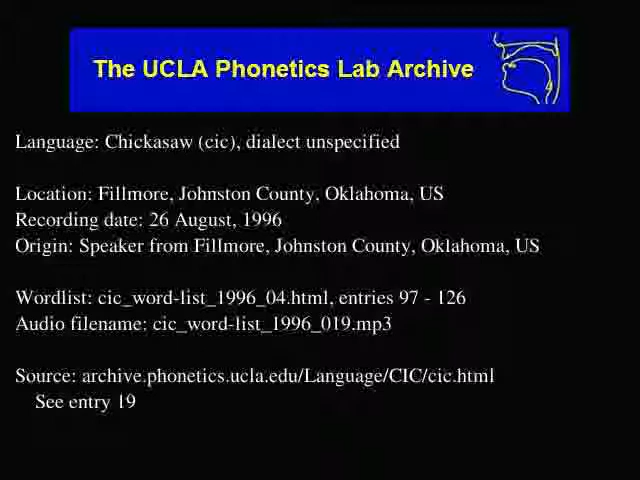 The UCLA Phonetics Lab Archive
Language: Chickasaw (cic), dialect unspecified
Location: Fillmore, Johnston County, Oklahoma, US
Recording date: 26 August, 1996
Origin: Speaker from Fillmore, Johnston County, Oklahoma, US
Wordlist: cic_word-list_1996_04.html, entries 97 - 126
Audio filename: cic_word-list_1996_019.mp3
Source: archive.phonetics.ucla.edu/Language/CIC/cic.html
See entry 19